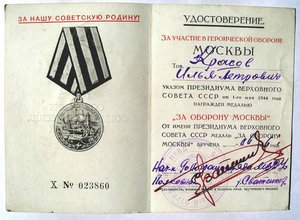 ЗА НАШУ СОВЕТСКУЮ РОДИНУ!
Х № 023860
УДОСТОВЕРЕНИЕ.
ЗА УЧАСТИЕ В ГЕРОИЧЕСКОЙ ОБОРОНЕ
МОСКВЫ
Тов. Красов
Илья Петрович
УКАЗОМ ПРЕЗИДИУМА ВЕРХОВНОГО
СОВЕТА СССР от 1-го мая 1944 года
НАГРАЖДЕН МЕДАЛЬЮ
"ЗА ОБОРОНУ МОСКВЫ"
ОТ ИМЕНИ ПРЕЗИДИУМА ВЕРХОВНОГО
СОВЕТА СССР МЕДАЛЬ „ЗА ОБОРОНУ
МОСКВЫ" ВРУЧЕНА